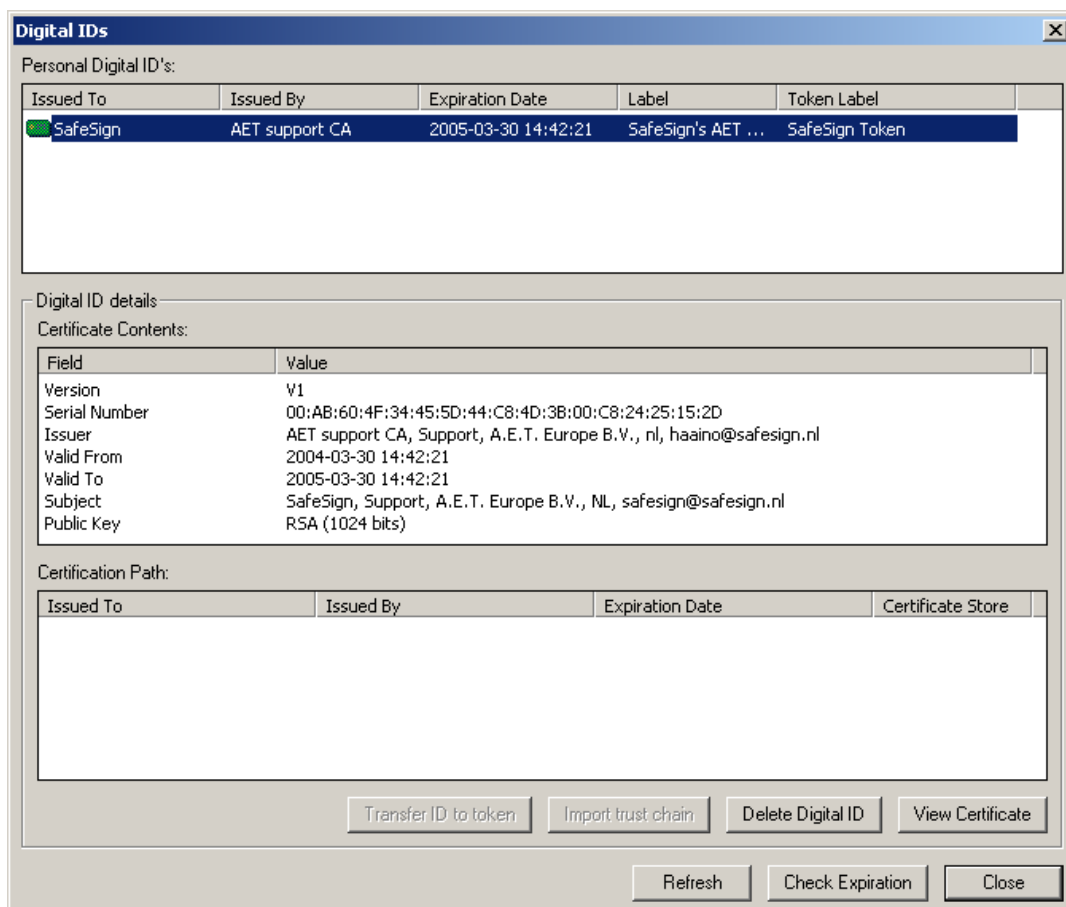 Digital IDs
Personal Digital ID's:
Issued To Issued By Expiration Date Label Token Label
SafeSign AET support CA 2005-03-30 14:42:21 SafeSign's AET ... SafeSign Token
Digital ID details
Certificate Contents:
Field Value
Version V1
Serial Number 00:AB:60:4F:34:45:5D:44:C8:4D:3B:00:C8:24:25:15:2D
Issuer AET support CA, Support, A.E.T. Europe B.V., nl, haaino@safesign.nl
Valid From 2004-03-30 14:42:21
Valid To 2005-03-30 14:42:21
Subject SafeSign, Support, A.E.T. Europe B.V., NL, safesign@safesign.nl
Public Key RSA (1024 bits)
Certification Path:
Issued To Issued By Expiration Date Certificate Store
Transfer ID to token Import trust chain Delete Digital ID View Certificate
Refresh Check Expiration Close